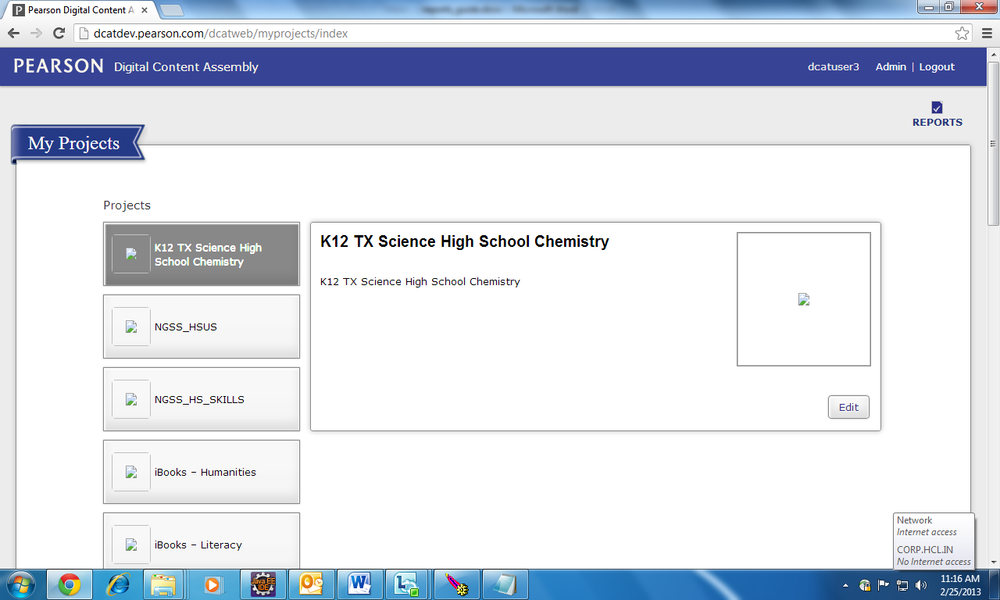 Pearson Digital Content A
dcatdev.pearson.com/dcatweb/myprojects/index
PEARSON Digital Content Assembly
dcatuser3 Admin | Logout
REPORTS
My Projects
Projects
K12 TX Science High
School Chemistry
NGSS_HSUS
NGSS_HS_SKILLS
iBooks – Humanities
iBooks – Literacy
K12 TX Science High School Chemistry
K12 TX Science High School Chemistry
Edit
Network
Internet access
CORP.HCL.IN
No Internet access
Java EE
IDE
11:16 AM
2/25/2013